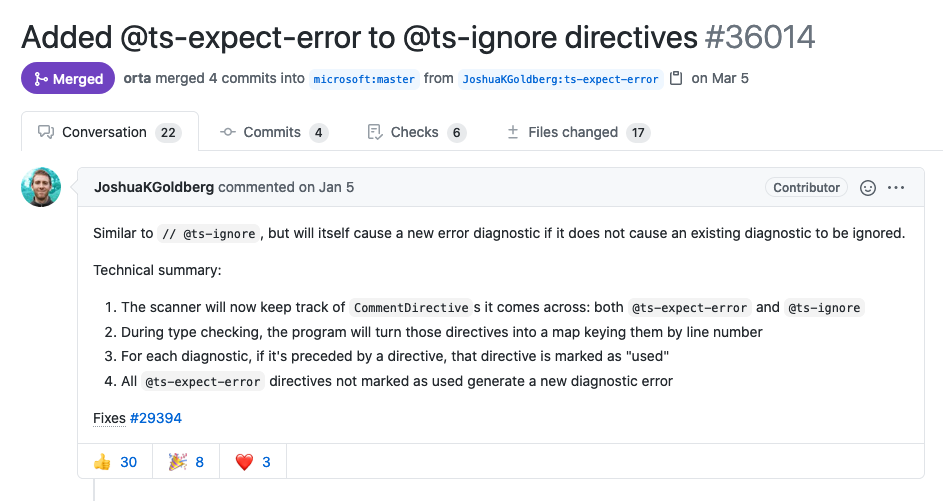 Added @ts-expect-error to @ts-ignore directives #36014
Merged orta merged 4 commits into microsoft:master from JoshuaKGoldberg:ts-expect-error on Mar 5
Conversation 22 Commits 4 Checks 6 Files changed 17
JoshuaKGoldberg commented on Jan 5 Contributor
Similar to // @ts-ignore, but will itself cause a new error diagnostic if it does not cause an existing diagnostic to be ignored.
Technical summary:
1. The scanner will now keep track of CommentDirectives it comes across: both @ts-expect-error and @ts-ignore
2. During type checking, the program will turn those directives into a map keying them by line number
3. For each diagnostic, if it's preceded by a directive, that directive is marked as "used"
4. All @ts-expect-error directives not marked as used generate a new diagnostic error
Fixes #29394
👍 30 🎉 8 ❤️ 3